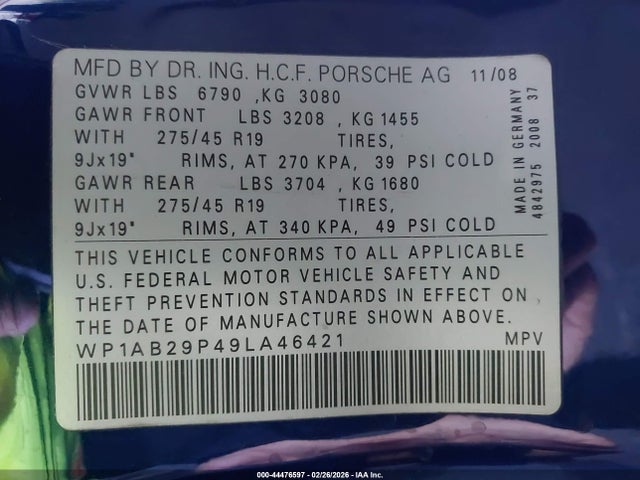 MFD BY DR. ING. H.C.F. PORSCHE AG 11/08
GVWR LBS 6790 ,KG 3080
GAWR FRONT LBS 3208 , KG 1455
WITH 275/45 R19 TIRES,
9Jx19" RIMS, AT 270 KPA, 39 PSI COLD
GAWR REAR LBS 3704 , KG 1680
WITH 275/45 R19 TIRES,
9Jx19" RIMS, AT 340 KPA, 49 PSI COLD
MADE IN GERMANY
4842975 2008 37
THIS VEHICLE CONFORMS TO ALL APPLICABLE
U.S. FEDERAL MOTOR VEHICLE SAFETY AND
THEFT PREVENTION STANDARDS IN EFFECT ON
THE DATE OF MANUFACTURE SHOWN ABOVE.
WP1AB29P49LA46421 MPV
000-44476597 - 02/26/2026 - IAA Inc.